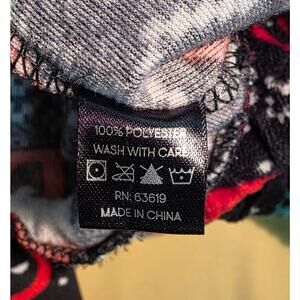 100% POLYESTER
WASH WITH CARE
RN: 63619
MADE IN CHINA